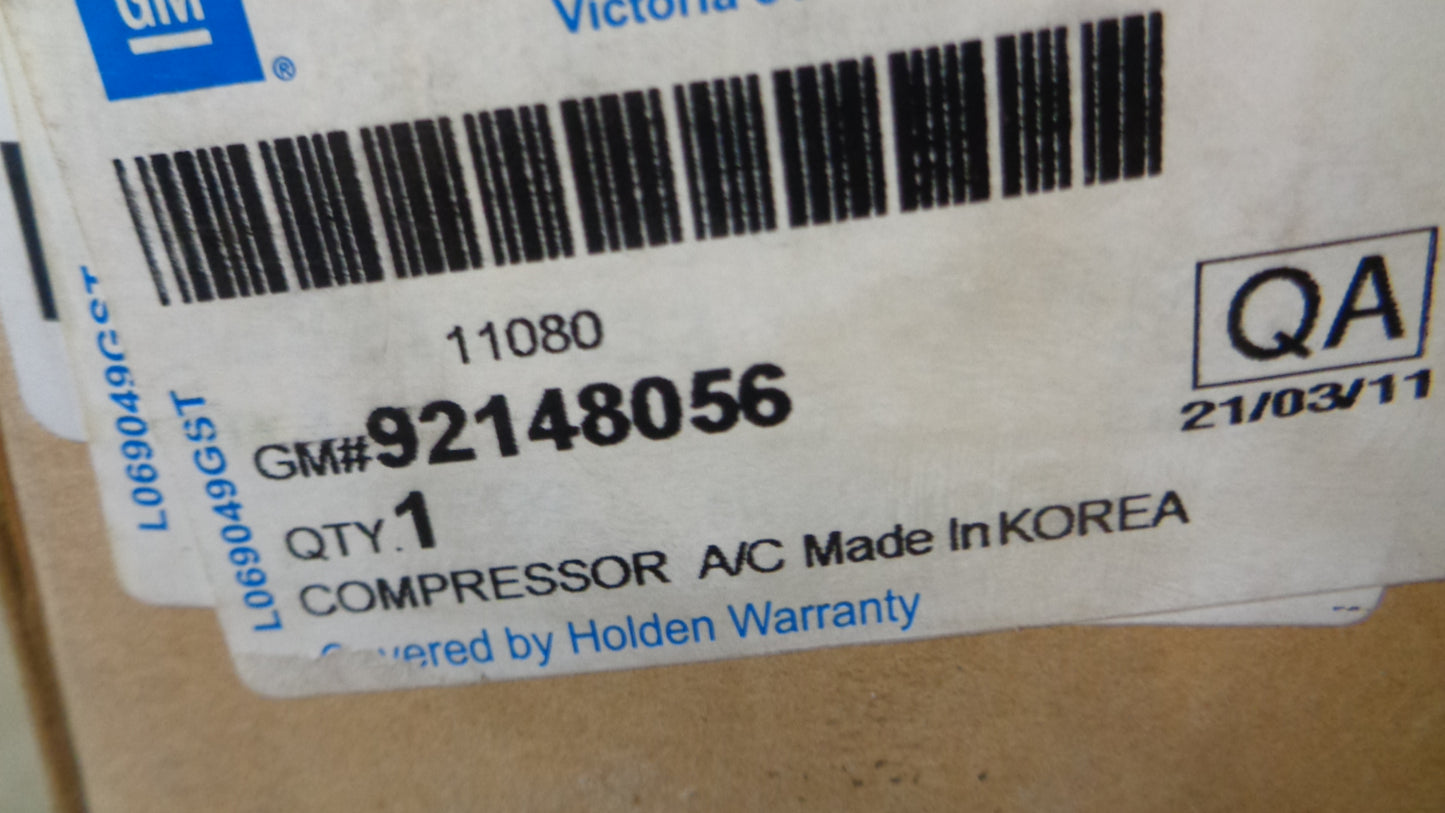 GM
®
Victoria
11080
QA
21/03/11
GM#92148056
QTY.1
COMPRESSOR A/C Made In KOREA
Covered by Holden Warranty
L069049GST
L069049GST